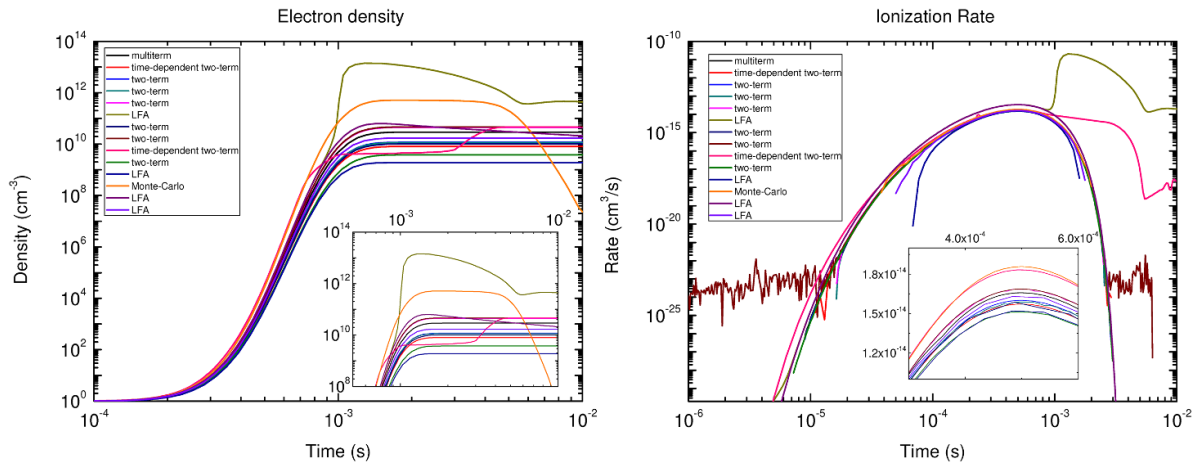 Electron density
Density (cm⁻³)
10¹⁴
10¹²
10¹⁰
10⁸
10⁶
10⁴
10²
10⁰
multiterm
time-dependent two-term
two-term
two-term
two-term
LFA
two-term
two-term
time-dependent two-term
two-term
LFA
Monte-Carlo
LFA
LFA
10⁻³
10⁻²
10¹⁴
10¹²
10¹⁰
10⁸
10⁻⁴
10⁻³
10⁻²
Time (s)
Ionization Rate
Rate (cm³/s)
10⁻¹⁰
10⁻¹⁵
10⁻²⁰
10⁻²⁵
multiterm
time-dependent two-term
two-term
two-term
two-term
LFA
two-term
two-term
time-dependent two-term
two-term
LFA
Monte-Carlo
LFA
LFA
4.0x10⁻⁴
6.0x10⁻⁴
1.8x10⁻¹⁴
1.5x10⁻¹⁴
1.2x10⁻¹⁴
10⁻⁶
10⁻⁵
10⁻⁴
10⁻³
10⁻²
Time (s)